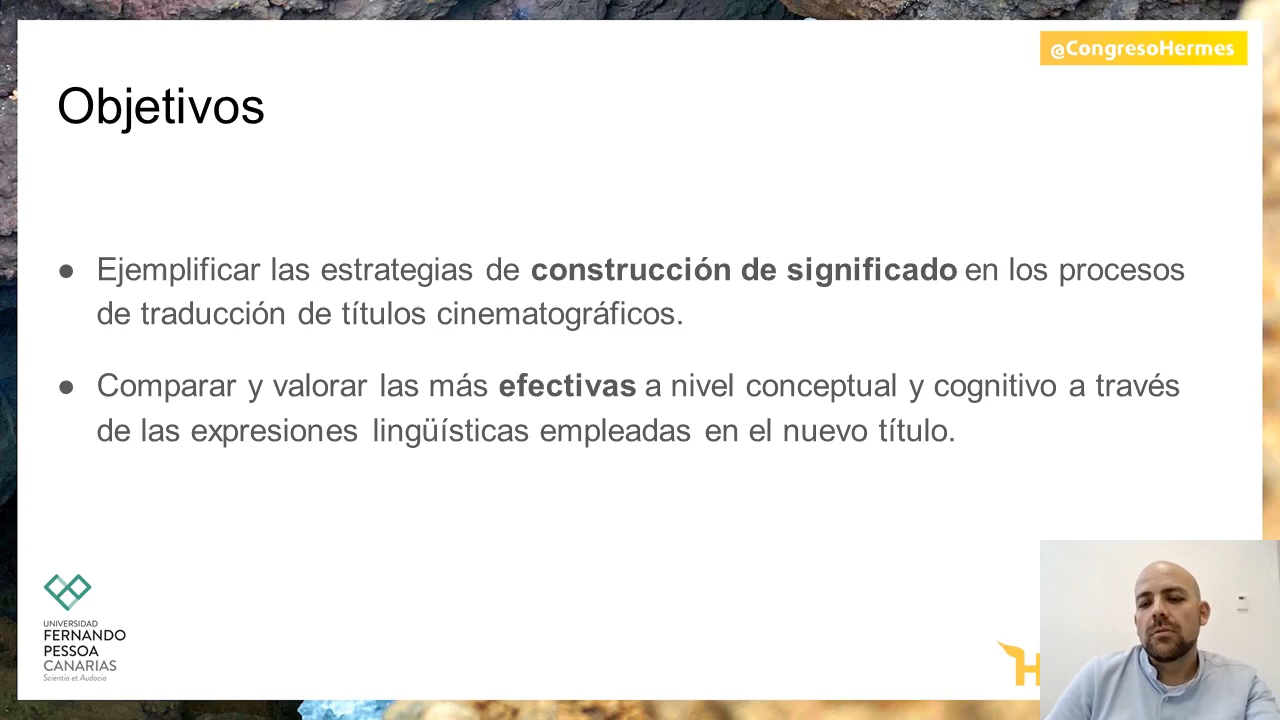 @CongresoHermes
Objetivos
● Ejemplificar las estrategias de construcción de significado en los procesos
de traducción de títulos cinematográficos.
● Comparar y valorar las más efectivas a nivel conceptual y cognitivo a través
de las expresiones lingüísticas empleadas en el nuevo título.
UNIVERSIDAD
FERNANDO
PESSOA
CANARIAS
Scientia et Audacia
H